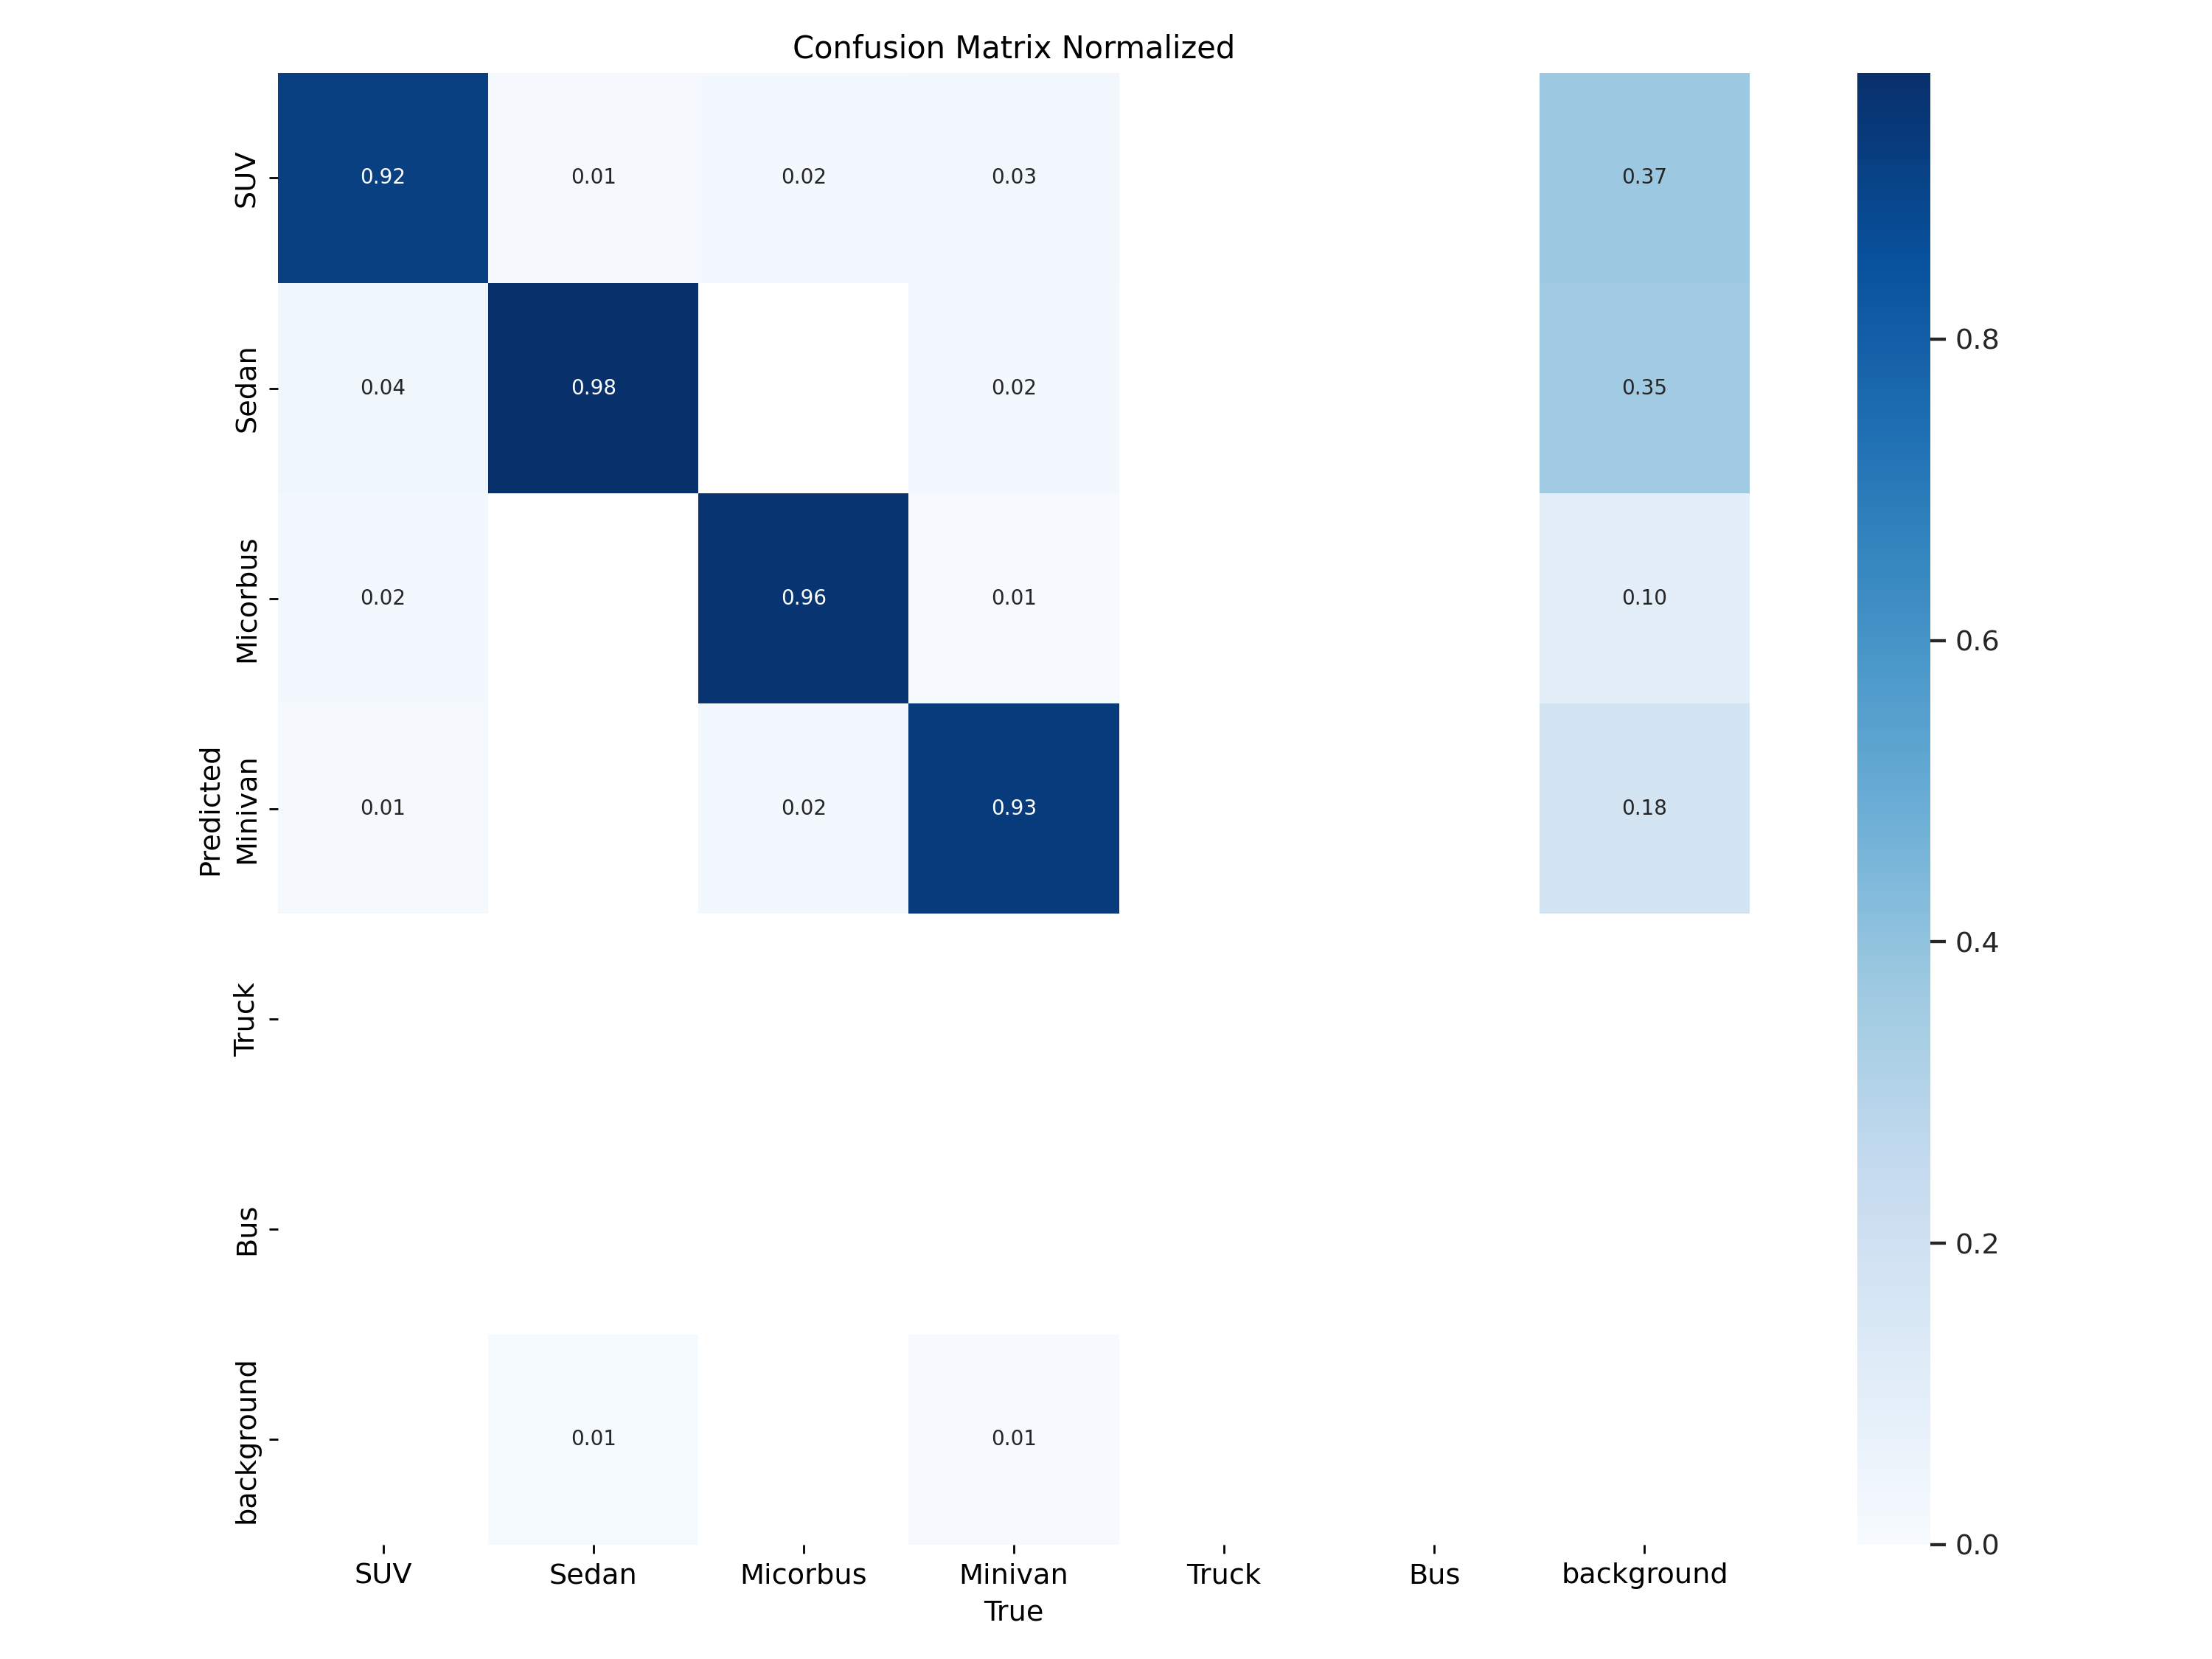 Confusion Matrix Normalized
SUV 0.92 0.01 0.02 0.03 0.37
Sedan 0.04 0.98 0.02 0.35
Micorbus 0.02 0.96 0.01 0.10
Minivan 0.01 0.02 0.93 0.18
Truck
Bus
background 0.01 0.01
Predicted
SUV Sedan Micorbus Minivan Truck Bus background
True
0.8
0.6
0.4
0.2
0.0